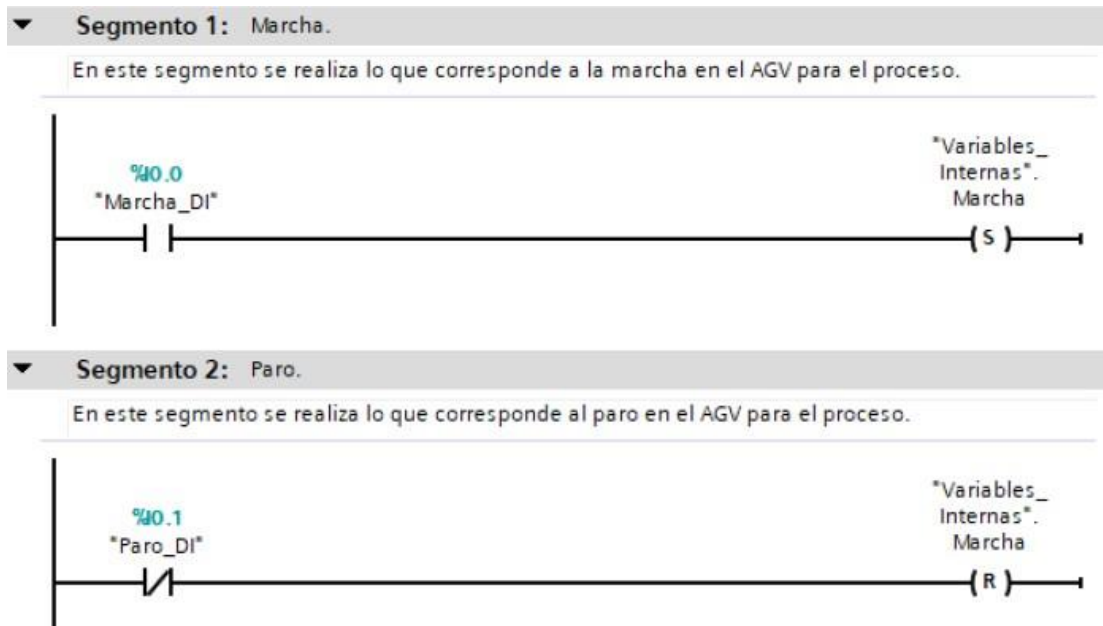 Segmento 1: Marcha.
En este segmento se realiza lo que corresponde a la marcha en el AGV para el proceso.
%I0.0
"Marcha_DI"
"Variables_
Internas".
Marcha
S
Segmento 2: Paro.
En este segmento se realiza lo que corresponde al paro en el AGV para el proceso.
%I0.1
"Paro_DI"
"Variables_
Internas".
Marcha
R